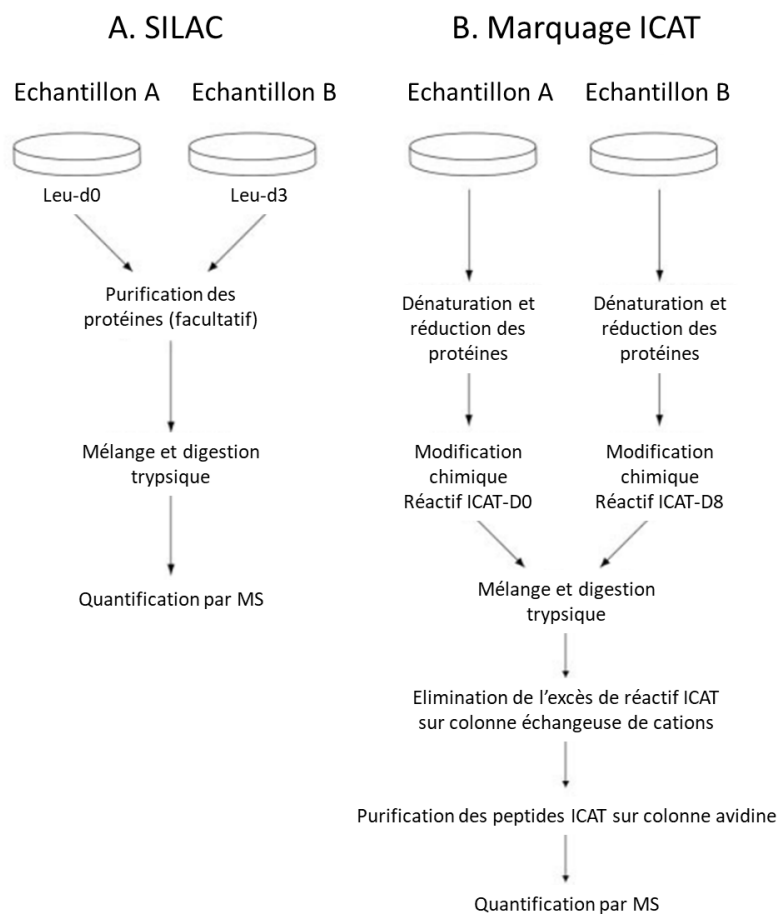 A. SILAC
Echantillon A
Echantillon B
Leu-d0
Leu-d3
Purification des
protéines (facultatif)
Mélange et digestion
trypsique
Quantification par MS
B. Marquage ICAT
Echantillon A
Echantillon B
Dénaturation et
réduction des
protéines
Dénaturation et
réduction des
protéines
Modification
chimique
Réactif ICAT-D0
Modification
chimique
Réactif ICAT-D8
Mélange et digestion
trypsique
Elimination de l’excès de réactif ICAT
sur colonne échangeuse de cations
Purification des peptides ICAT sur colonne avidine
Quantification par MS